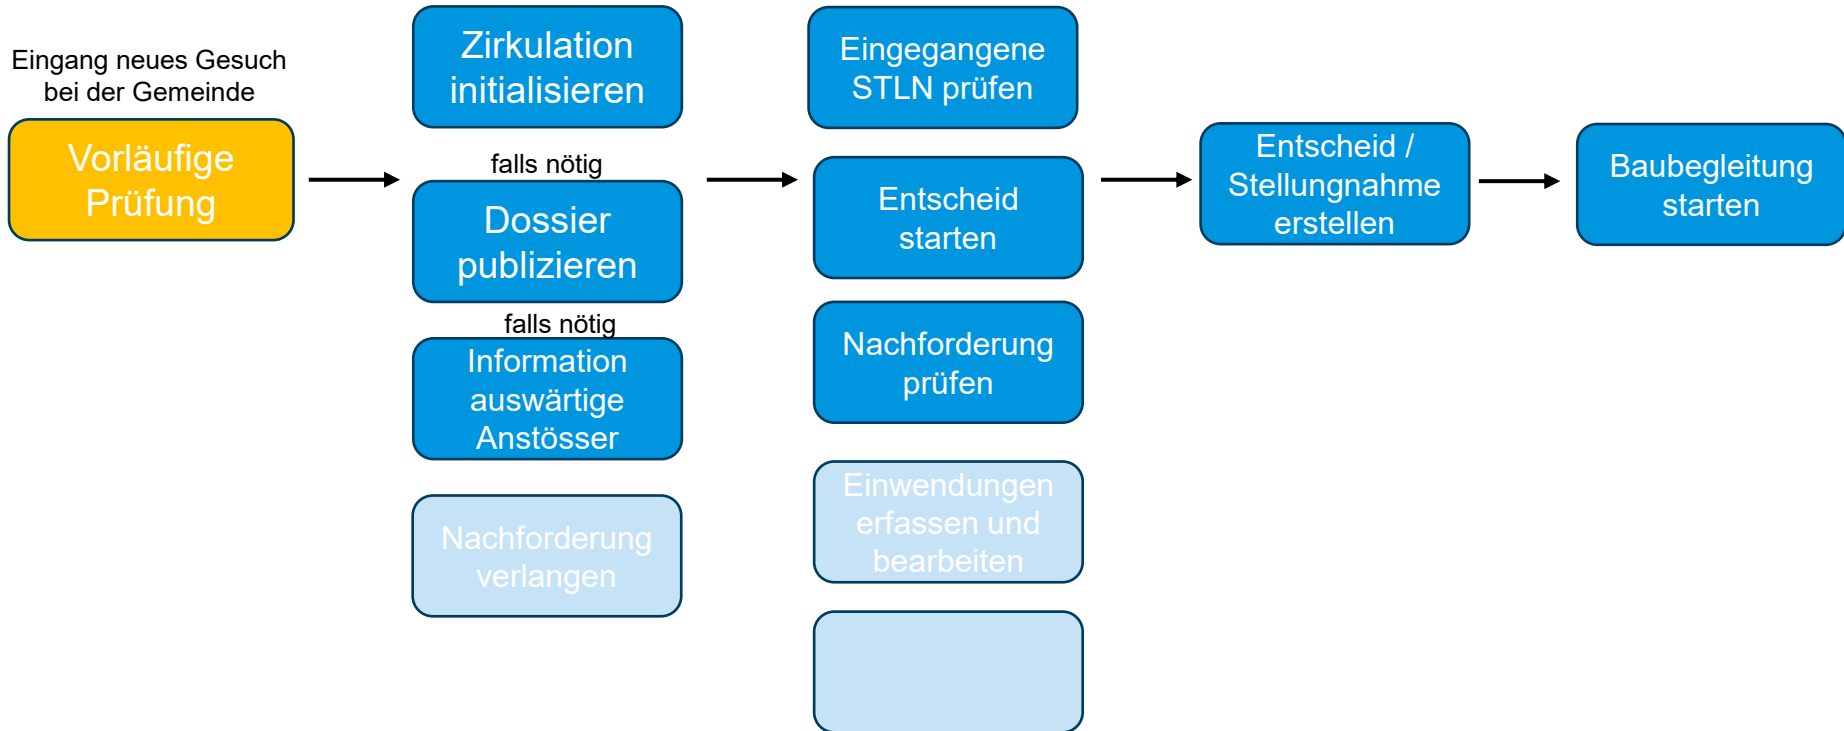 Eingang neues Gesuch
bei der Gemeinde
Vorläufige
Prüfung
Zirkulation
initialisieren
falls nötig
Dossier
publizieren
falls nötig
Information
auswärtige
Anstösser
Nachforderung
verlangen
Eingegangene
STLN prüfen
Entscheid
starten
Nachforderung
prüfen
Einwendungen
erfassen und
bearbeiten
Entscheid /
Stellungnahme
erstellen
Baubegleitung
starten